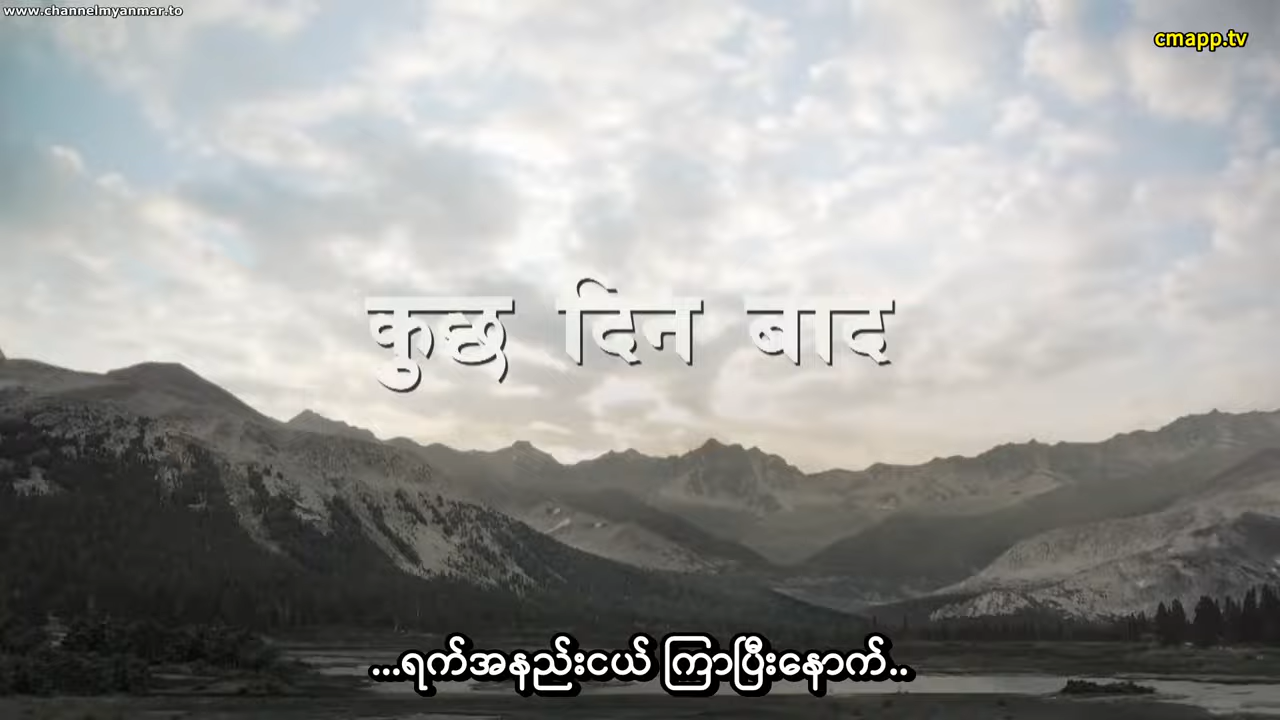 www.channelmyanmar.to
cmapp.tv
कुछ दिन बाद
...ရက်အနည်းငယ် ကြာပြီးနောက်..